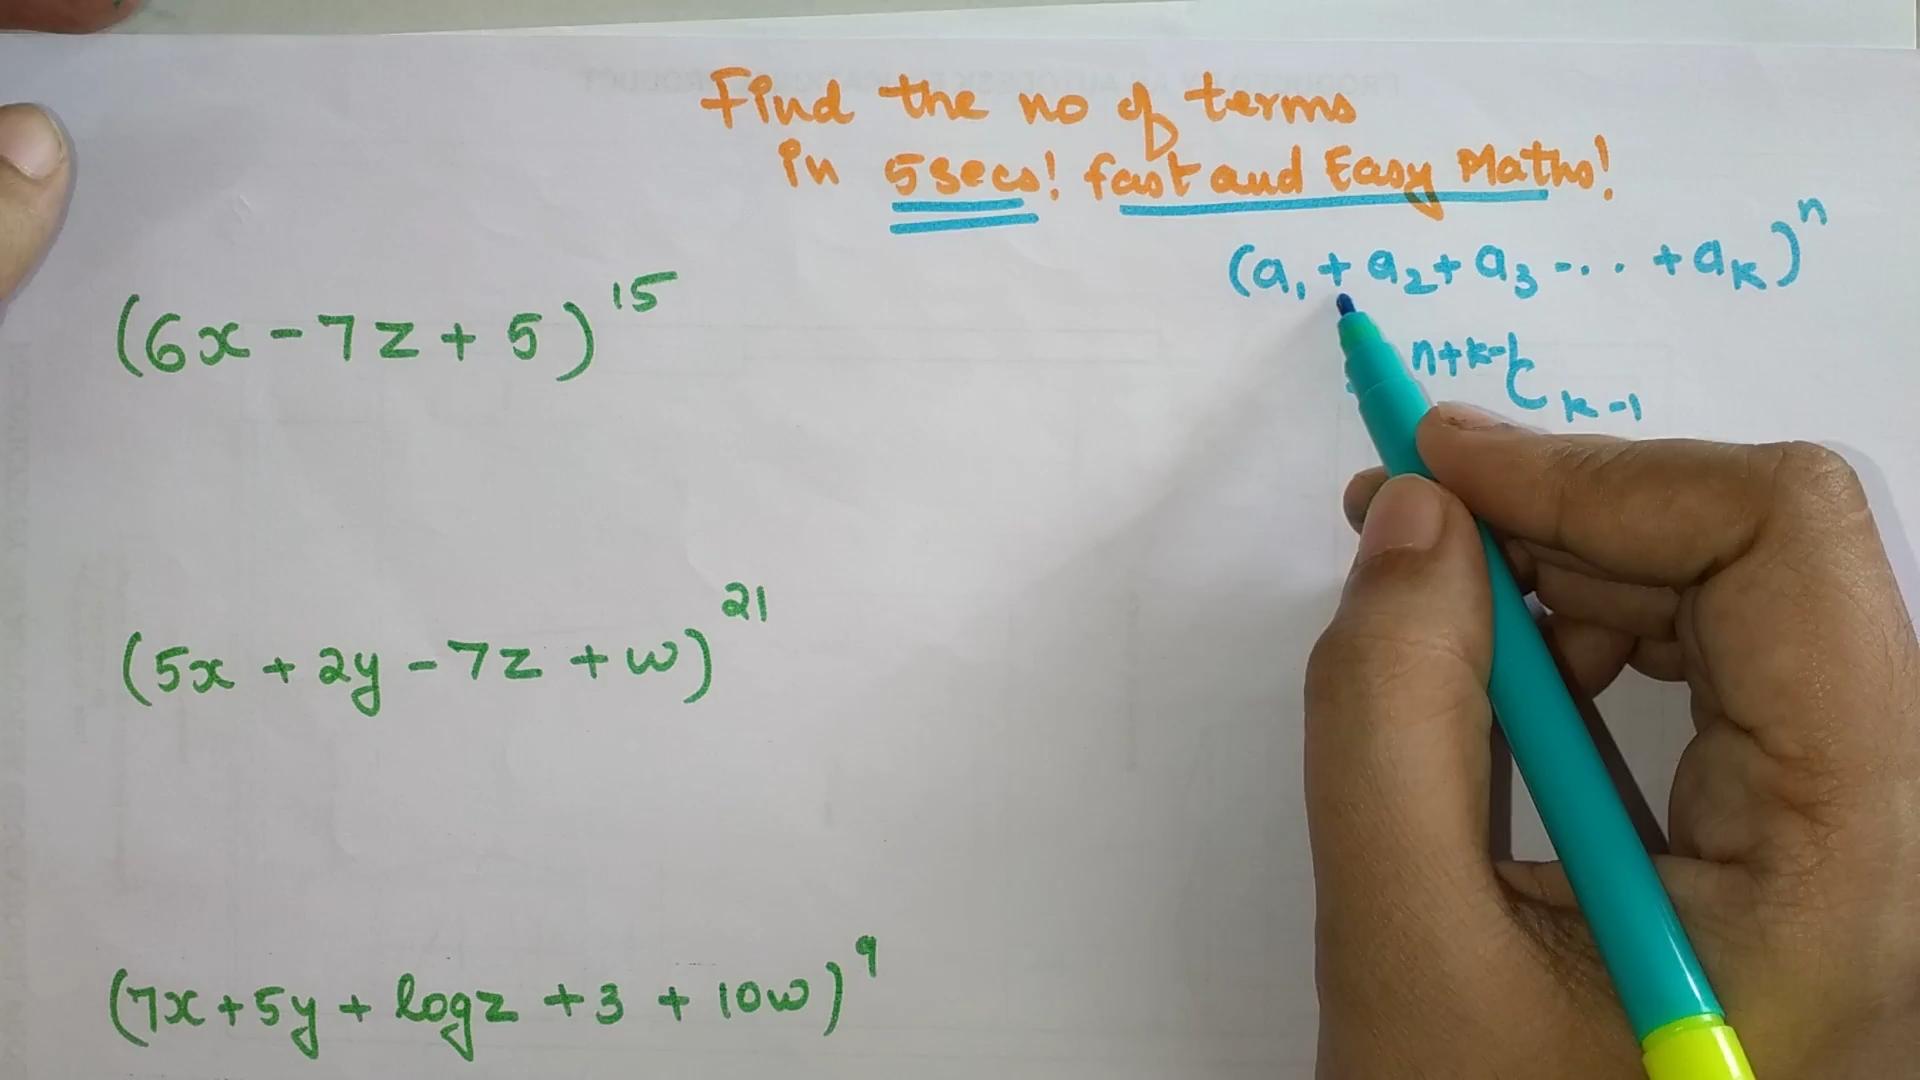 Find the no of terms
in 5secs! fast and Easy Maths!
(a₁ + a₂ + a₃ -... + aₖ)ⁿ
n+k-1Cₖ₋₁
(6x - 7z + 5)¹⁵
(5x + 2y - 7z + w)²¹
(7x + 5y + logz + 3 + 10w)⁹